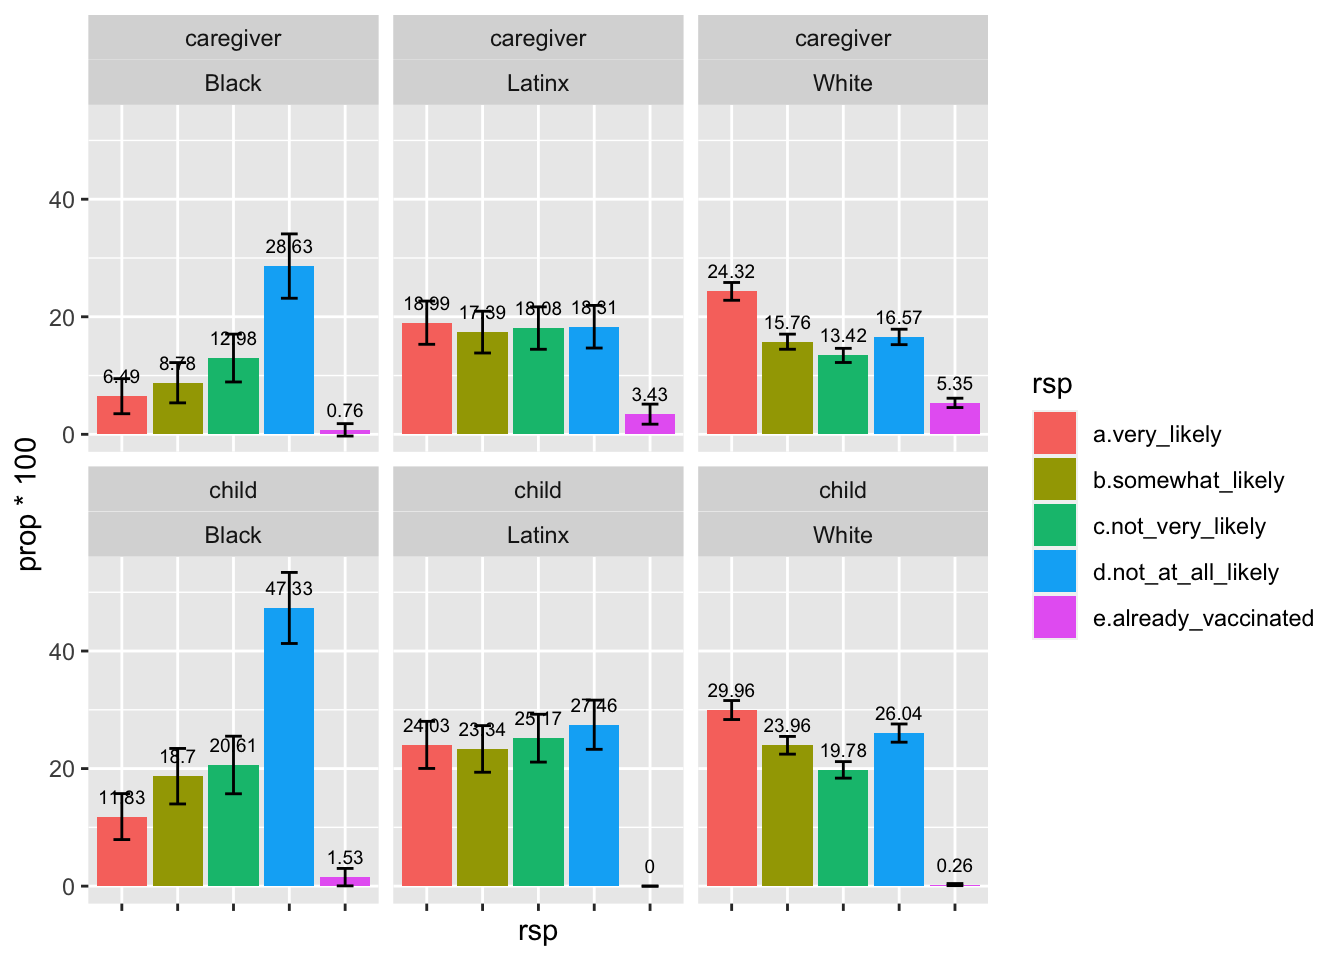 caregiver caregiver caregiver
Black Latinx White
40
20
0
6.49 8.78 12.98 28.63 0.76
18.99 17.39 18.08 18.31 3.43
24.32 15.76 13.42 16.57 5.35
child child child
Black Latinx White
40
20
0
11.83 18.7 20.61 47.33 1.53
24.03 23.34 25.17 27.46 0
29.96 23.96 19.78 26.04 0.26
prop * 100
rsp
rsp
a.very_likely
b.somewhat_likely
c.not_very_likely
d.not_at_all_likely
e.already_vaccinated